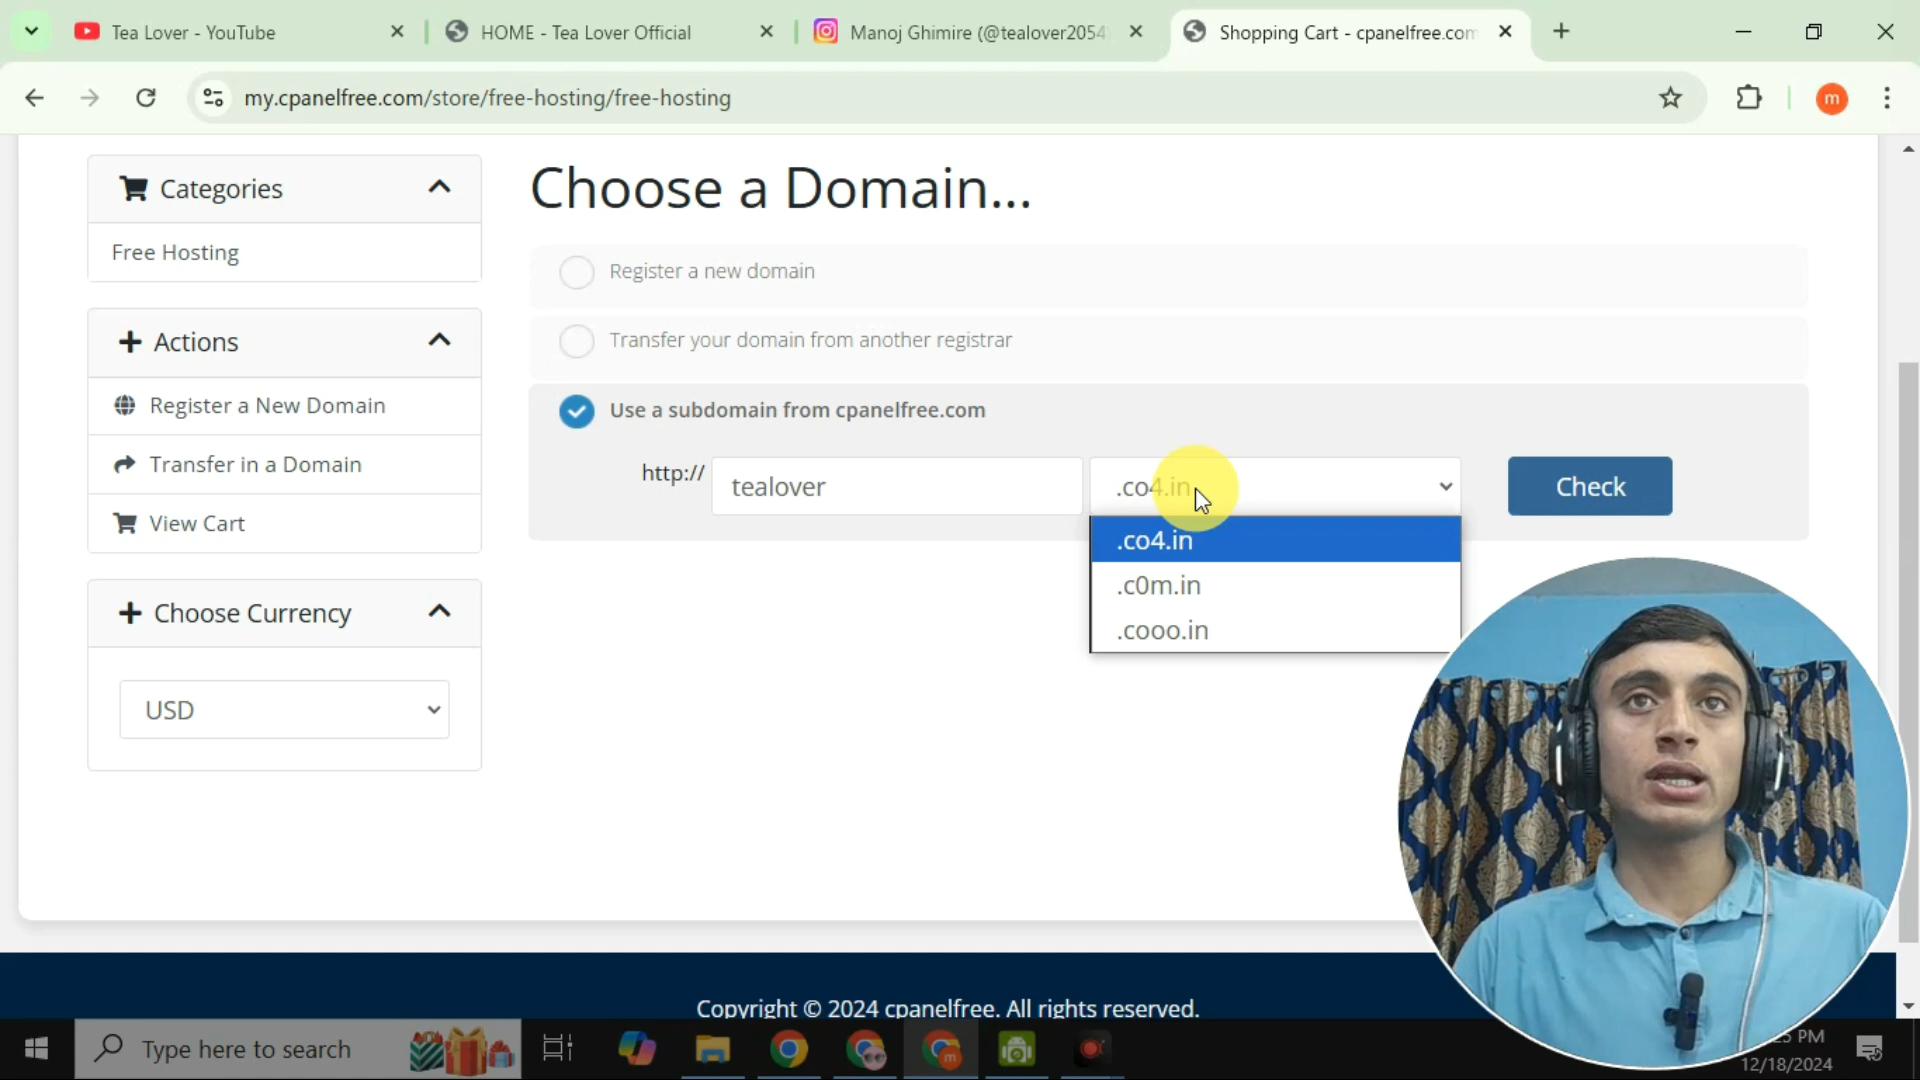 Tea Lover - YouTube
HOME - Tea Lover Official
Manoj Ghimire (@tealover2054)
Shopping Cart - cpanelfree.com
my.cpanelfree.com/store/free-hosting/free-hosting
m
Categories
Free Hosting
Actions
Register a New Domain
Transfer in a Domain
View Cart
Choose Currency
USD
Choose a Domain...
Register a new domain
Transfer your domain from another registrar
Use a subdomain from cpanelfree.com
http://
tealover
.co4.in
Check
.co4.in
.c0m.in
.cooo.in
Copyright © 2024 cpanelfree. All rights reserved.
Type here to search
25 PM
12/18/2024